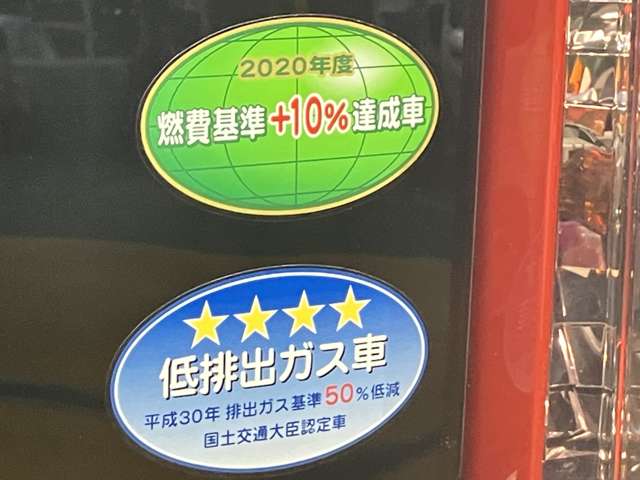 2020年度
燃費基準+10%達成車
低排出ガス車
平成30年 排出ガス基準50%低減
国土交通大臣認定車